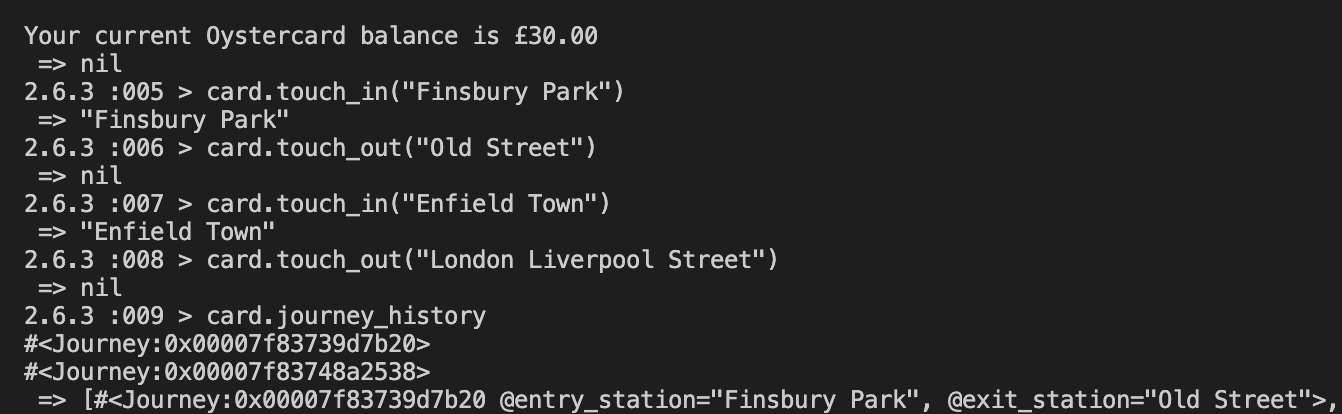 Your current Oystercard balance is £30.00
=> nil
2.6.3 :005 > card.touch_in("Finsbury Park")
=> "Finsbury Park"
2.6.3 :006 > card.touch_out("Old Street")
=> nil
2.6.3 :007 > card.touch_in("Enfield Town")
=> "Enfield Town"
2.6.3 :008 > card.touch_out("London Liverpool Street")
=> nil
2.6.3 :009 > card.journey_history
#<Journey:0x00007f83739d7b20>
#<Journey:0x00007f83748a2538>
=> [#<Journey:0x00007f83739d7b20 @entry_station="Finsbury Park", @exit_station="Old Street">,